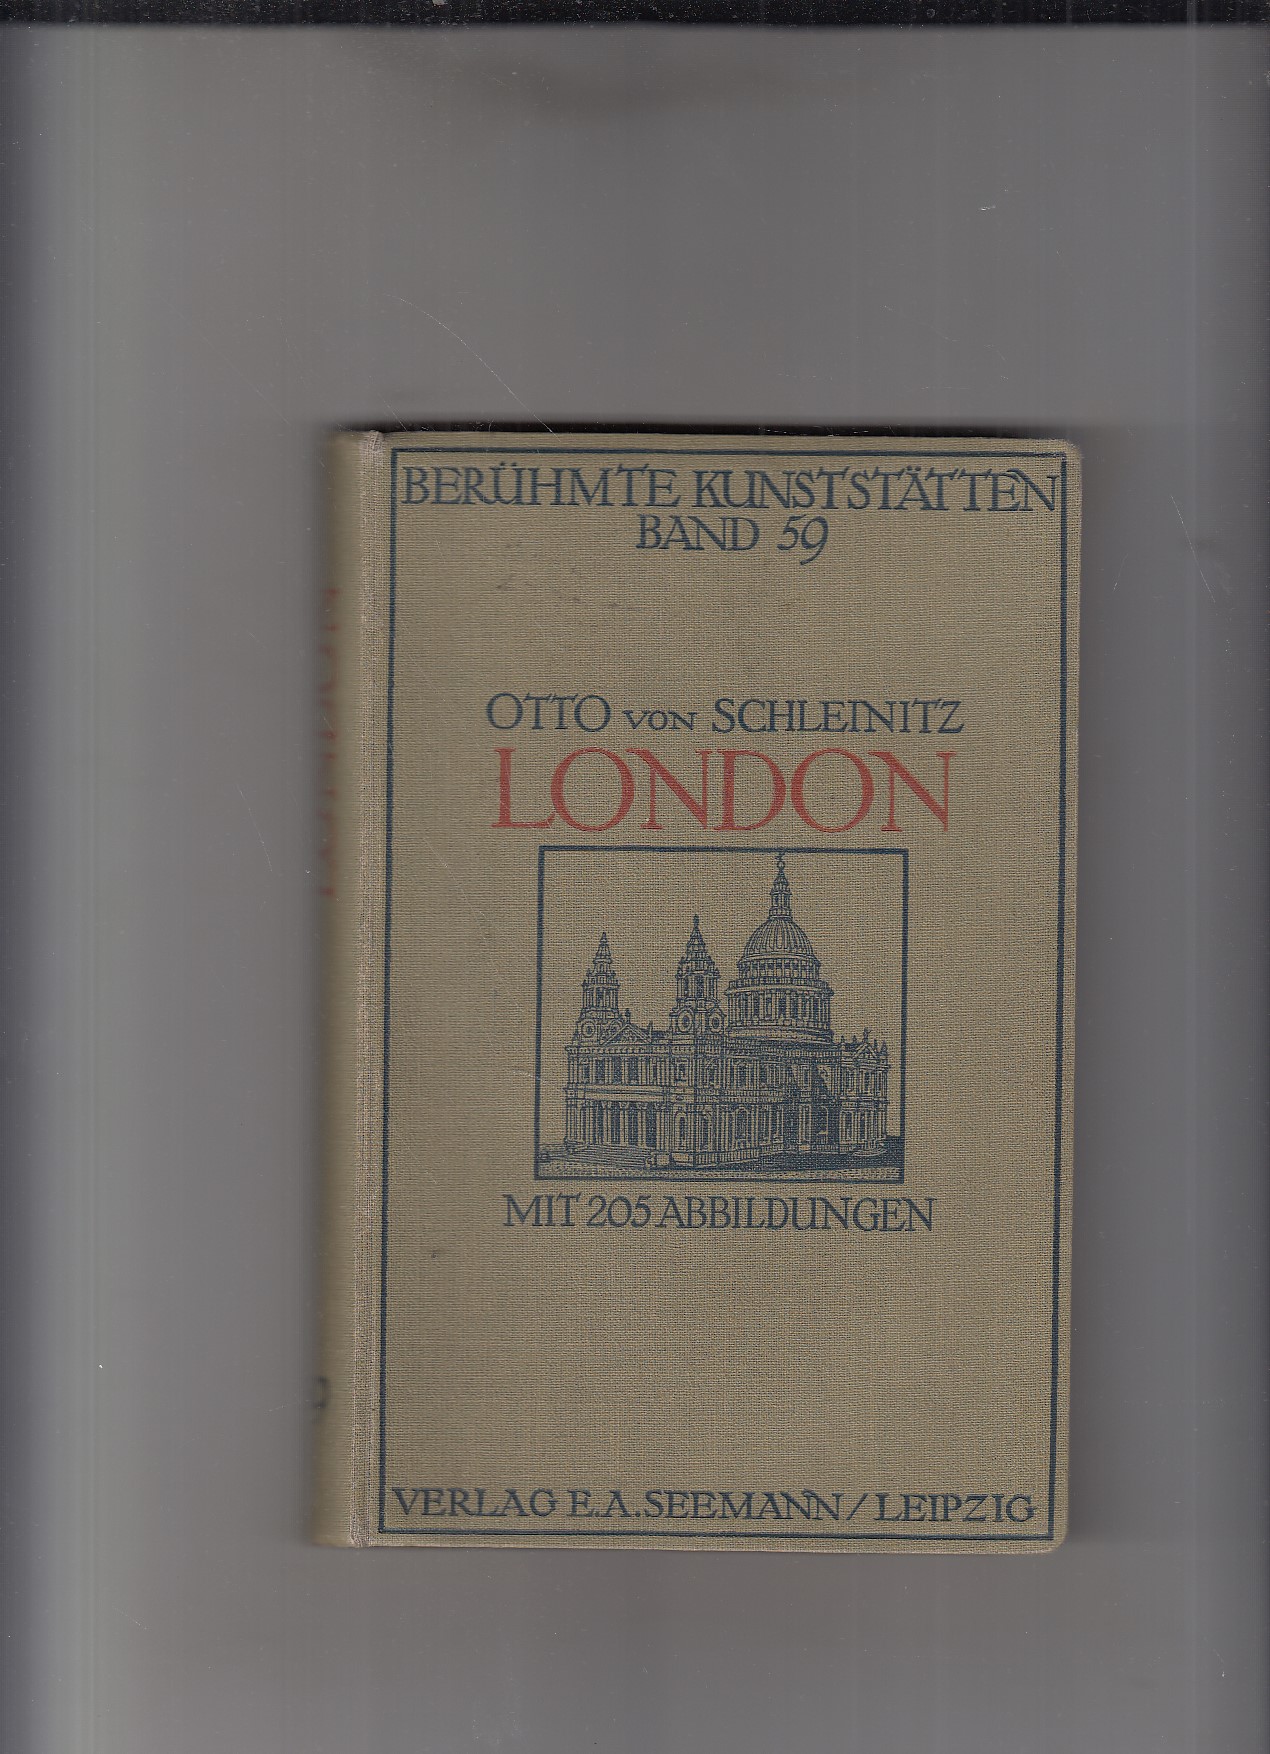 BERÜHMTE KUNSTSTÄTTEN
BAND 59
OTTO VON SCHLEINITZ
LONDON
MIT 205 ABBILDUNGEN
VERLAG E.A.SEEMANN/LEIPZIG